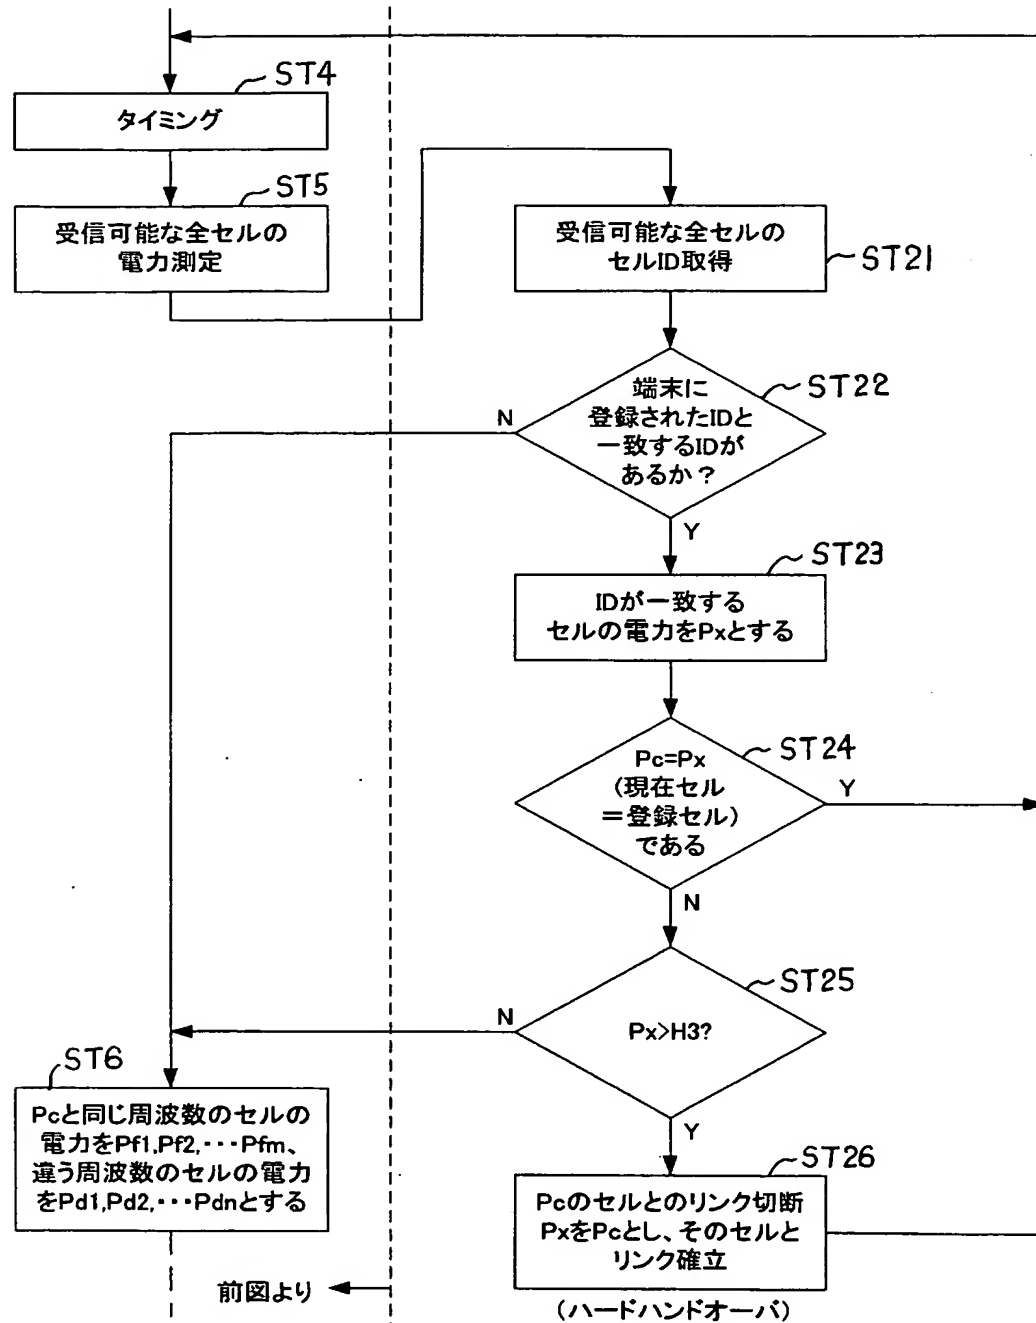 ST4
タイミング
ST5
受信可能な全セルの
電力測定
受信可能な全セルの
セルID取得
ST21
端末に
登録されたIDと
一致するIDが
あるか？
ST22
N
Y
ST23
IDが一致する
セルの電力をPxとする
Pc=Px
(現在セル
＝登録セル)
である
ST24
Y
N
ST25
Px>H3?
N
Y
ST6
Pcと同じ周波数のセルの
電力をPf1,Pf2,・・・Pfm、
違う周波数のセルの電力
をPd1,Pd2,・・・Pdnとする
ST26
Pcのセルとのリンク切断
PxをPcとし、そのセルと
リンク確立
前図より
(ハードハンドオーバ)